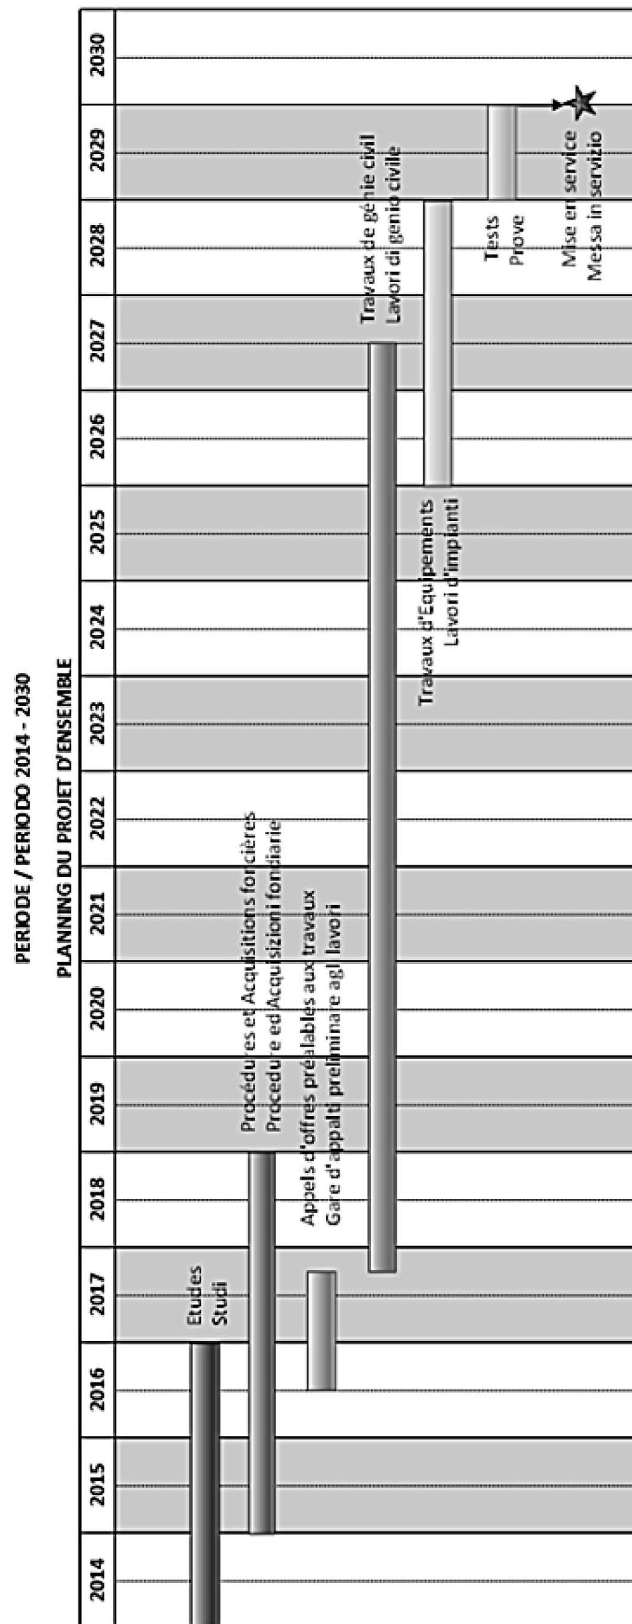 PERIODE / PERIODO 2014 - 2030
PLANNING DU PROJET D'ENSEMBLE
2014
2015
2016
2017
2018
2019
2020
2021
2022
2023
2024
2025
2026
2027
2028
2029
2030
Etudes
Studi
Procédures et Acquisitions foncières
Procedure ed Acquisizioni fondiarie
Appels d'offres préalables aux travaux
Gare d'appalti preliminare agli lavori
Travaux de génie civil
Lavori di genio civile
Travaux d'Equipements
Lavori d'impianti
Tests
Prove
Mise en service
Messa in servizio